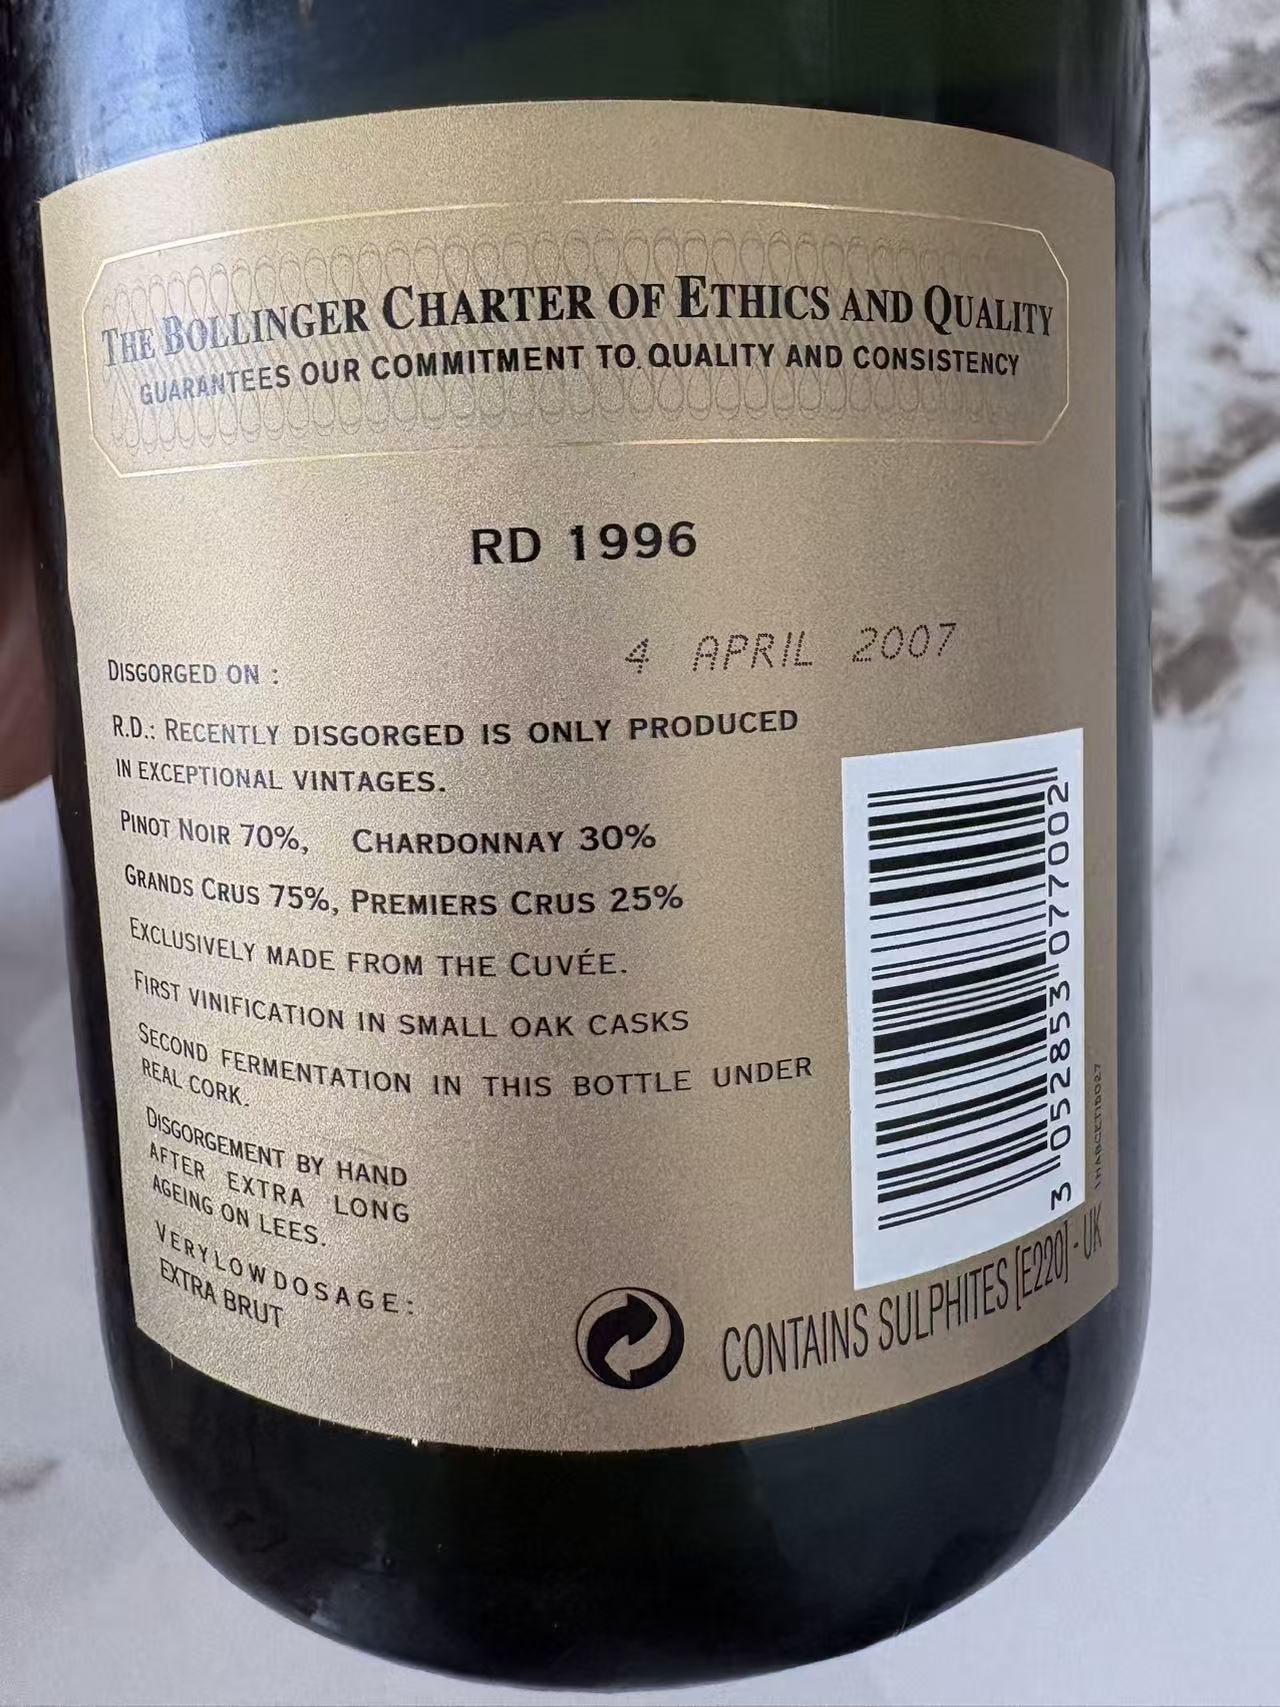 THE BOLLINGER CHARTER OF ETHICS AND QUALITY
GUARANTEES OUR COMMITMENT TO QUALITY AND CONSISTENCY
RD 1996
DISGORGED ON : 4 APRIL 2007
R.D.: RECENTLY DISGORGED IS ONLY PRODUCED
IN EXCEPTIONAL VINTAGES.
PINOT NOIR 70%, CHARDONNAY 30%
GRANDS CRUS 75%, PREMIERS CRUS 25%
EXCLUSIVELY MADE FROM THE CUVÉE.
FIRST VINIFICATION IN SMALL OAK CASKS
SECOND FERMENTATION IN THIS BOTTLE UNDER
REAL CORK.
DISGORGEMENT BY HAND
AFTER EXTRA LONG
AGEING ON LEES.
VERY LOW DOSAGE:
EXTRA BRUT
3 052853 077002
CONTAINS SULPHITES [E220] - UK